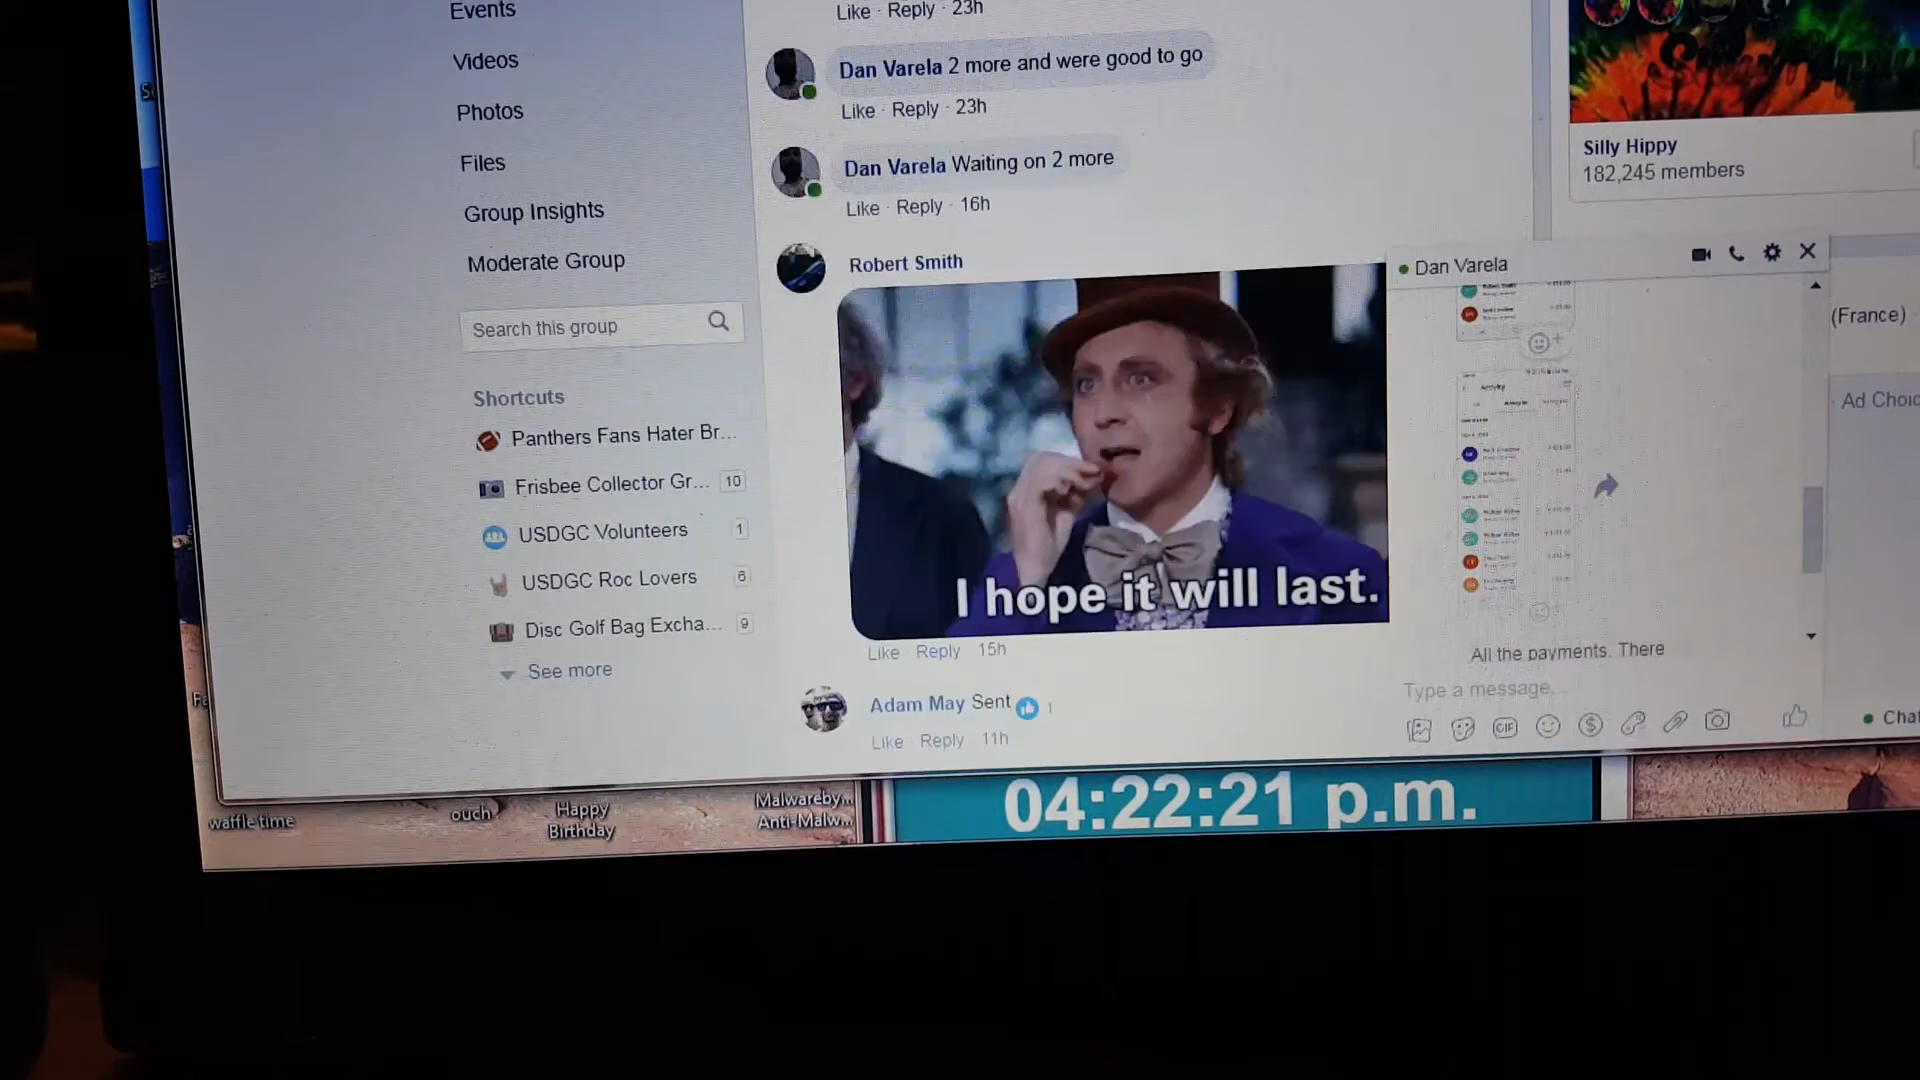 Events
Videos
Photos
Files
Group Insights
Moderate Group
Search this group
Shortcuts
Panthers Fans Hater Br...
Frisbee Collector Gr... 10
USDGC Volunteers 1
USDGC Roc Lovers 6
Disc Golf Bag Excha... 9
See more
Like · Reply · 23h
Dan Varela 2 more and were good to go
Like · Reply · 23h
Dan Varela Waiting on 2 more
Like · Reply · 16h
Robert Smith
I hope it will last.
Like · Reply · 15h
Adam May Sent 1
Like · Reply · 11h
Silly Hippy
182,245 members
Dan Varela
Activity
All the payments. There
Type a message...
GIF
(France)
Ad Choic
Chat
waffle time
ouch
Happy
Birthday
Malwareby...
Anti-Malw...
04:22:21 p.m.